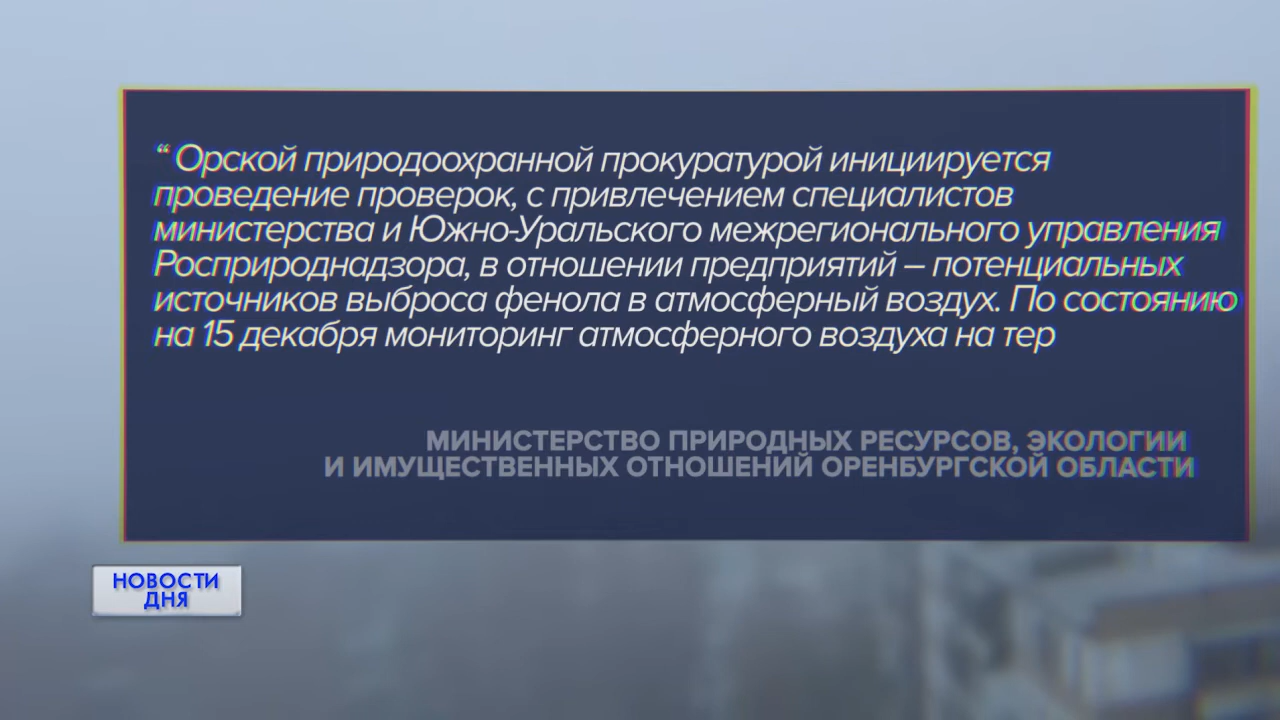 “ Орской природоохранной прокуратурой инициируется
проведение проверок, с привлечением специалистов
министерства и Южно-Уральского межрегионального управления
Росприроднадзора, в отношении предприятий – потенциальных
источников выброса фенола в атмосферный воздух. По состоянию
на 15 декабря мониторинг атмосферного воздуха на тер
МИНИСТЕРСТВО ПРИРОДНЫХ РЕСУРСОВ, ЭКОЛОГИИ
И ИМУЩЕСТВЕННЫХ ОТНОШЕНИЙ ОРЕНБУРГСКОЙ ОБЛАСТИ
НОВОСТИ
ДНЯ